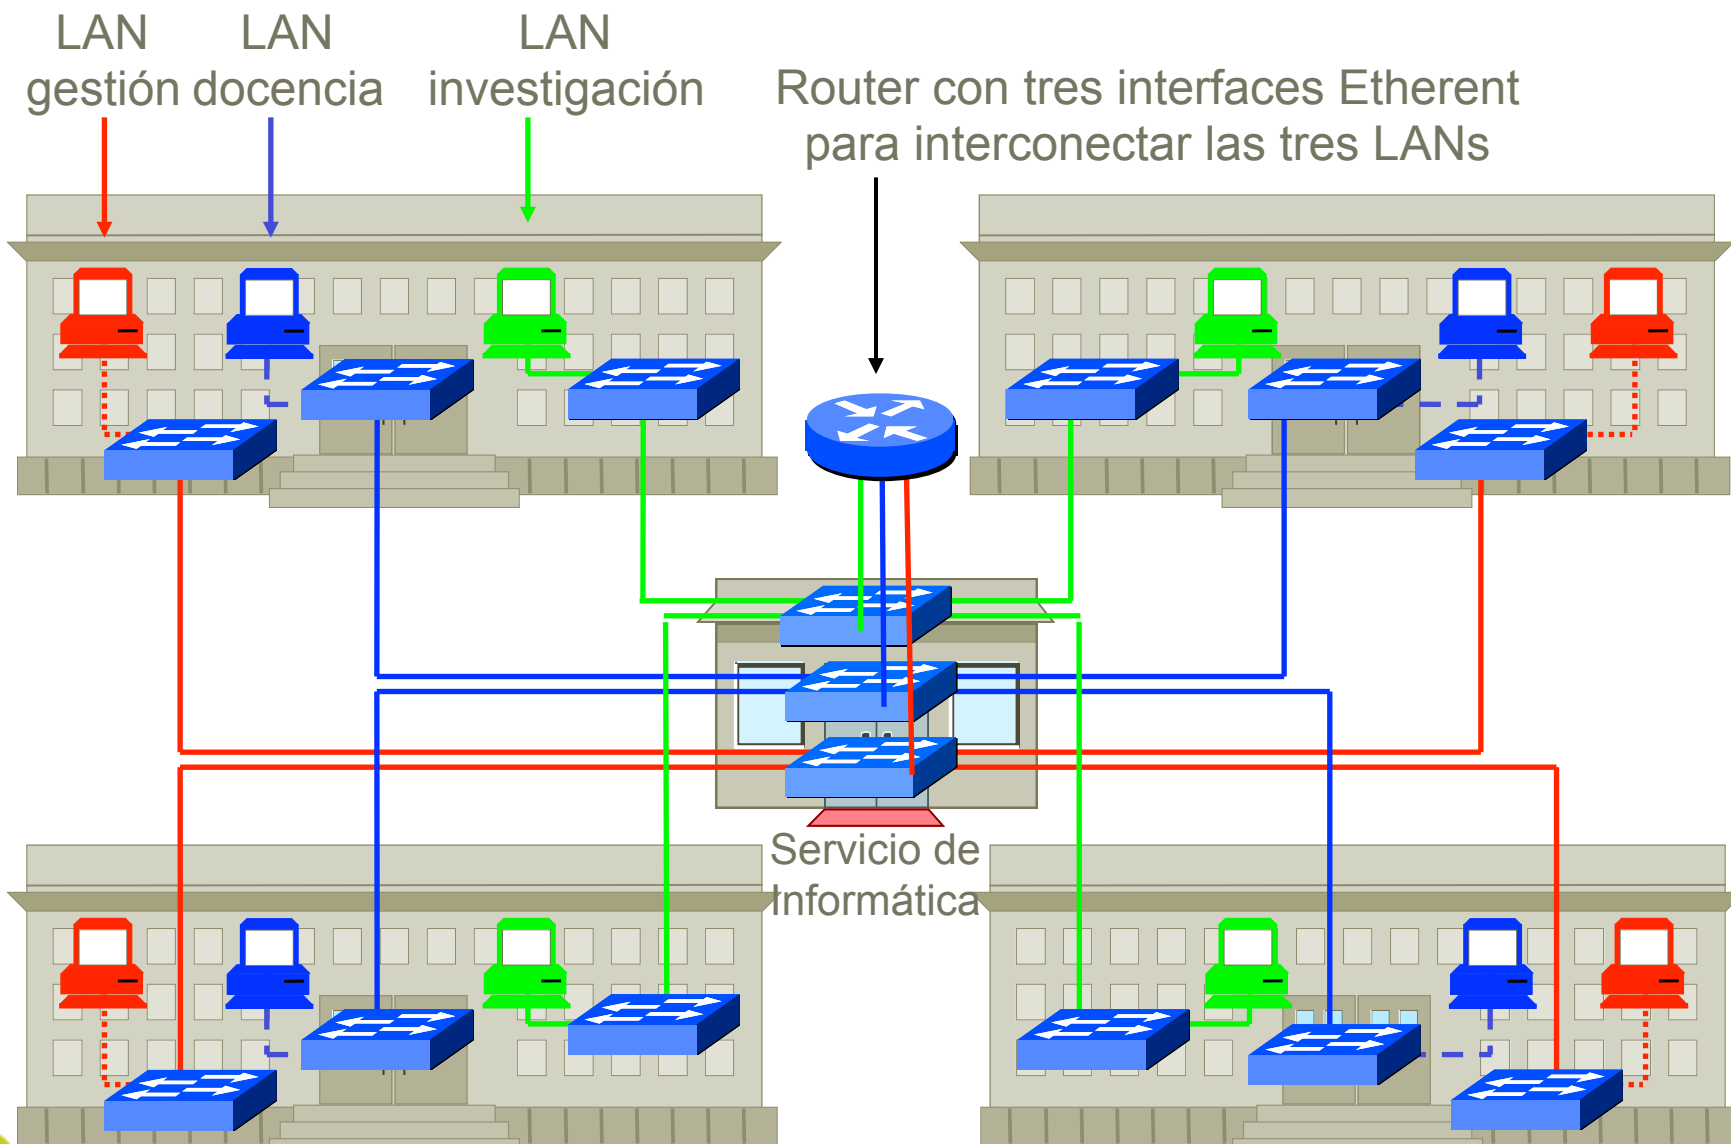 LAN
gestión
LAN
docencia
LAN
investigación
Router con tres interfaces Etherent
para interconectar las tres LANs
Servicio de
Informática